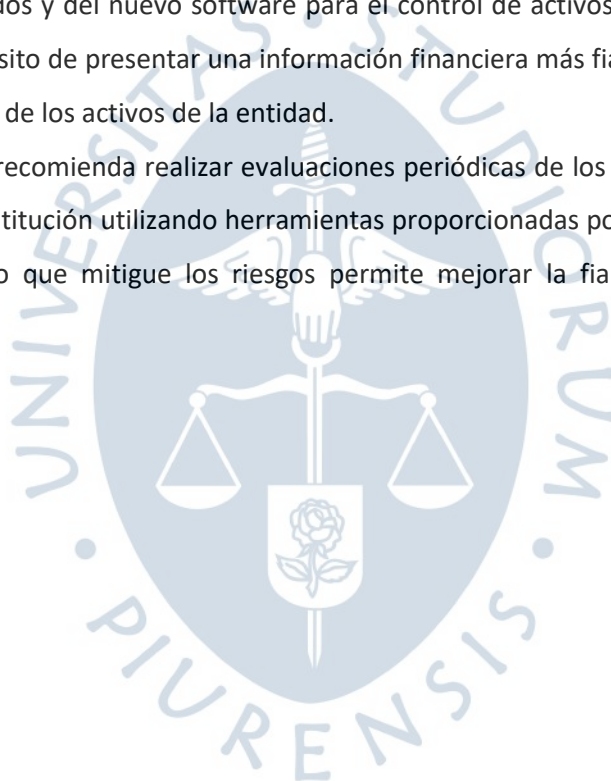 dos y del nuevo software para el control de activos
sito de presentar una información financiera más fia
de los activos de la entidad.
recomienda realizar evaluaciones periódicas de los
stitución utilizando herramientas proporcionadas po
o que mitigue los riesgos permite mejorar la fia
UNIVERSITAS • STUDIORUM • PIURENSIS •